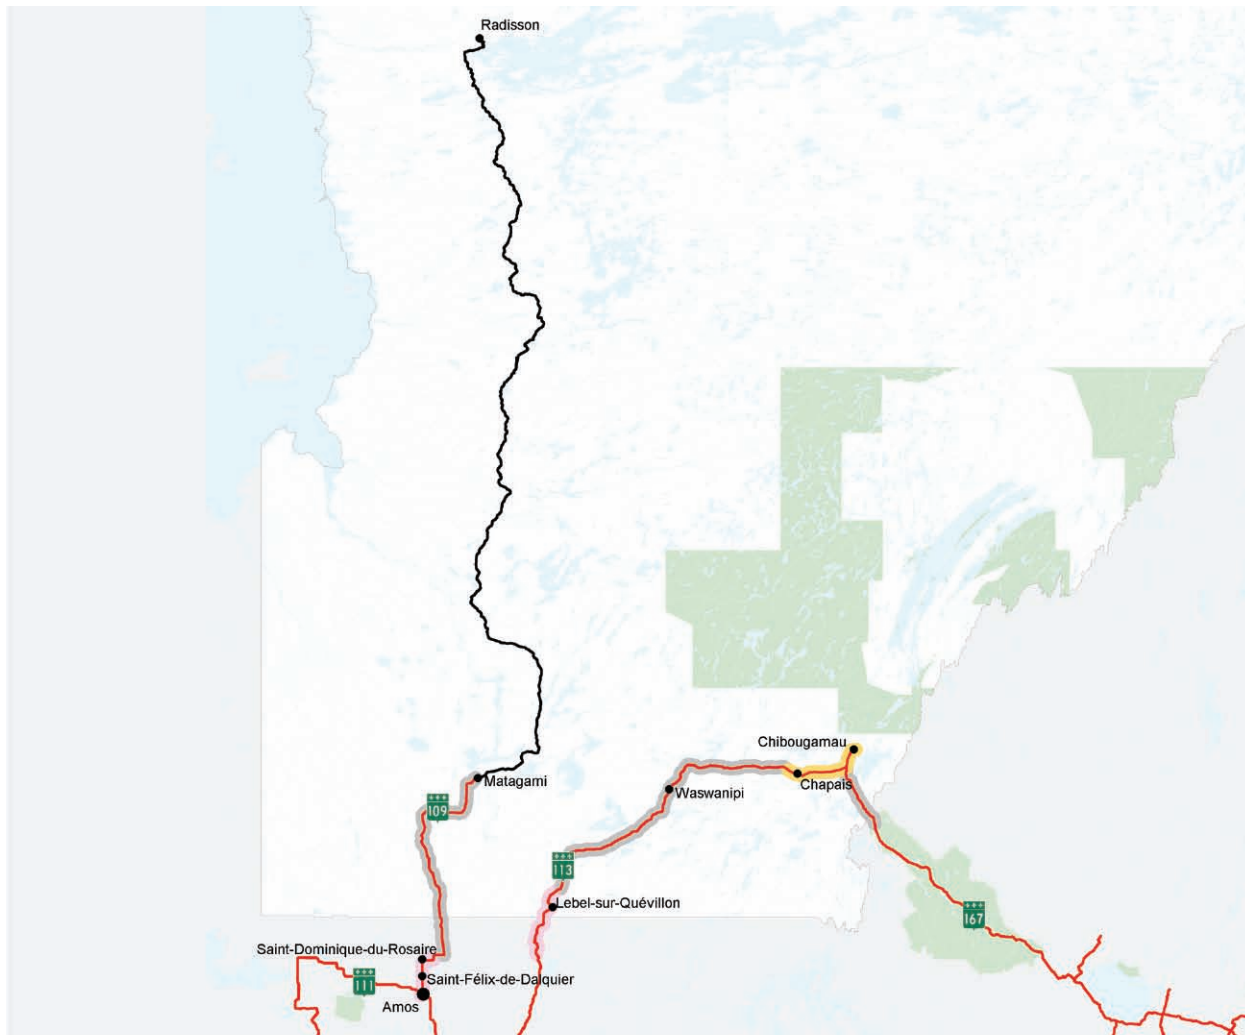 Radisson
Chibougamau
Matagami
Chapais
Waswanipi
109
113
Lebel-sur-Quévillon
167
Saint-Dominique-du-Rosaire
Saint-Félix-de-Dalquier
111
Amos